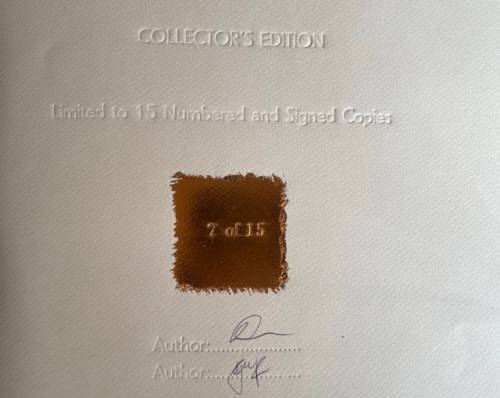 COLLECTOR'S EDITION
Limited to 15 Numbered and Signed Copies
7 of 15
Author:....................
Author:....................